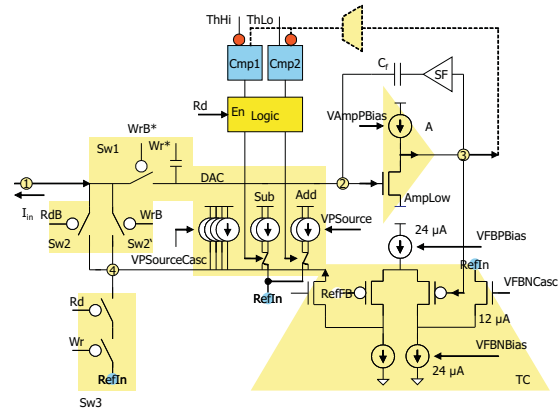 ThHi ThLo
Cmp1 Cmp2
Cf
SF
Rd
En Logic
VAmpPBias
A
WrB*
Sw1
Wr*
1
DAC
2
3
AmpLow
Iin
RdB
WrB
Sub
Add
VPSource
24 µA
VFBPBias
Sw2
Sw2'
VPSourceCasc
4
RefIn
RefIn
RefFB
VFBNCasc
Rd
12 µA
Wr
VFBNBias
RefIn
24 µA
TC
Sw3